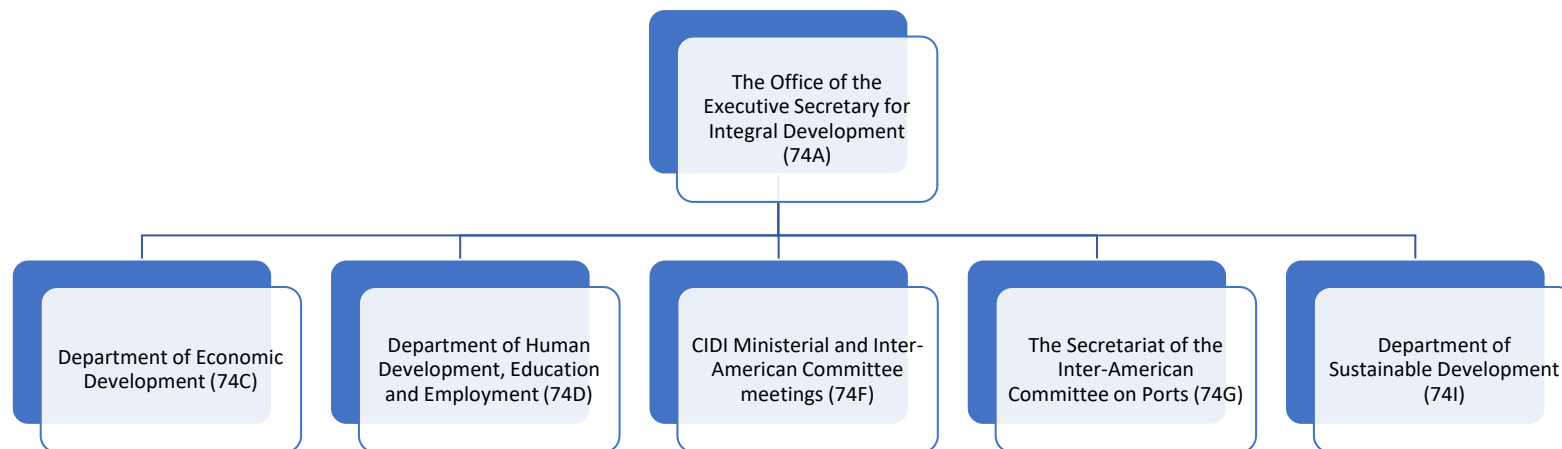 The Office of the
Executive Secretary for
Integral Development
(74A)
Department of Economic
Development (74C)
Department of Human
Development, Education
and Employment (74D)
CIDI Ministerial and Inter-
American Committee
meetings (74F)
The Secretariat of the
Inter-American
Committee on Ports (74G)
Department of
Sustainable Development
(74I)